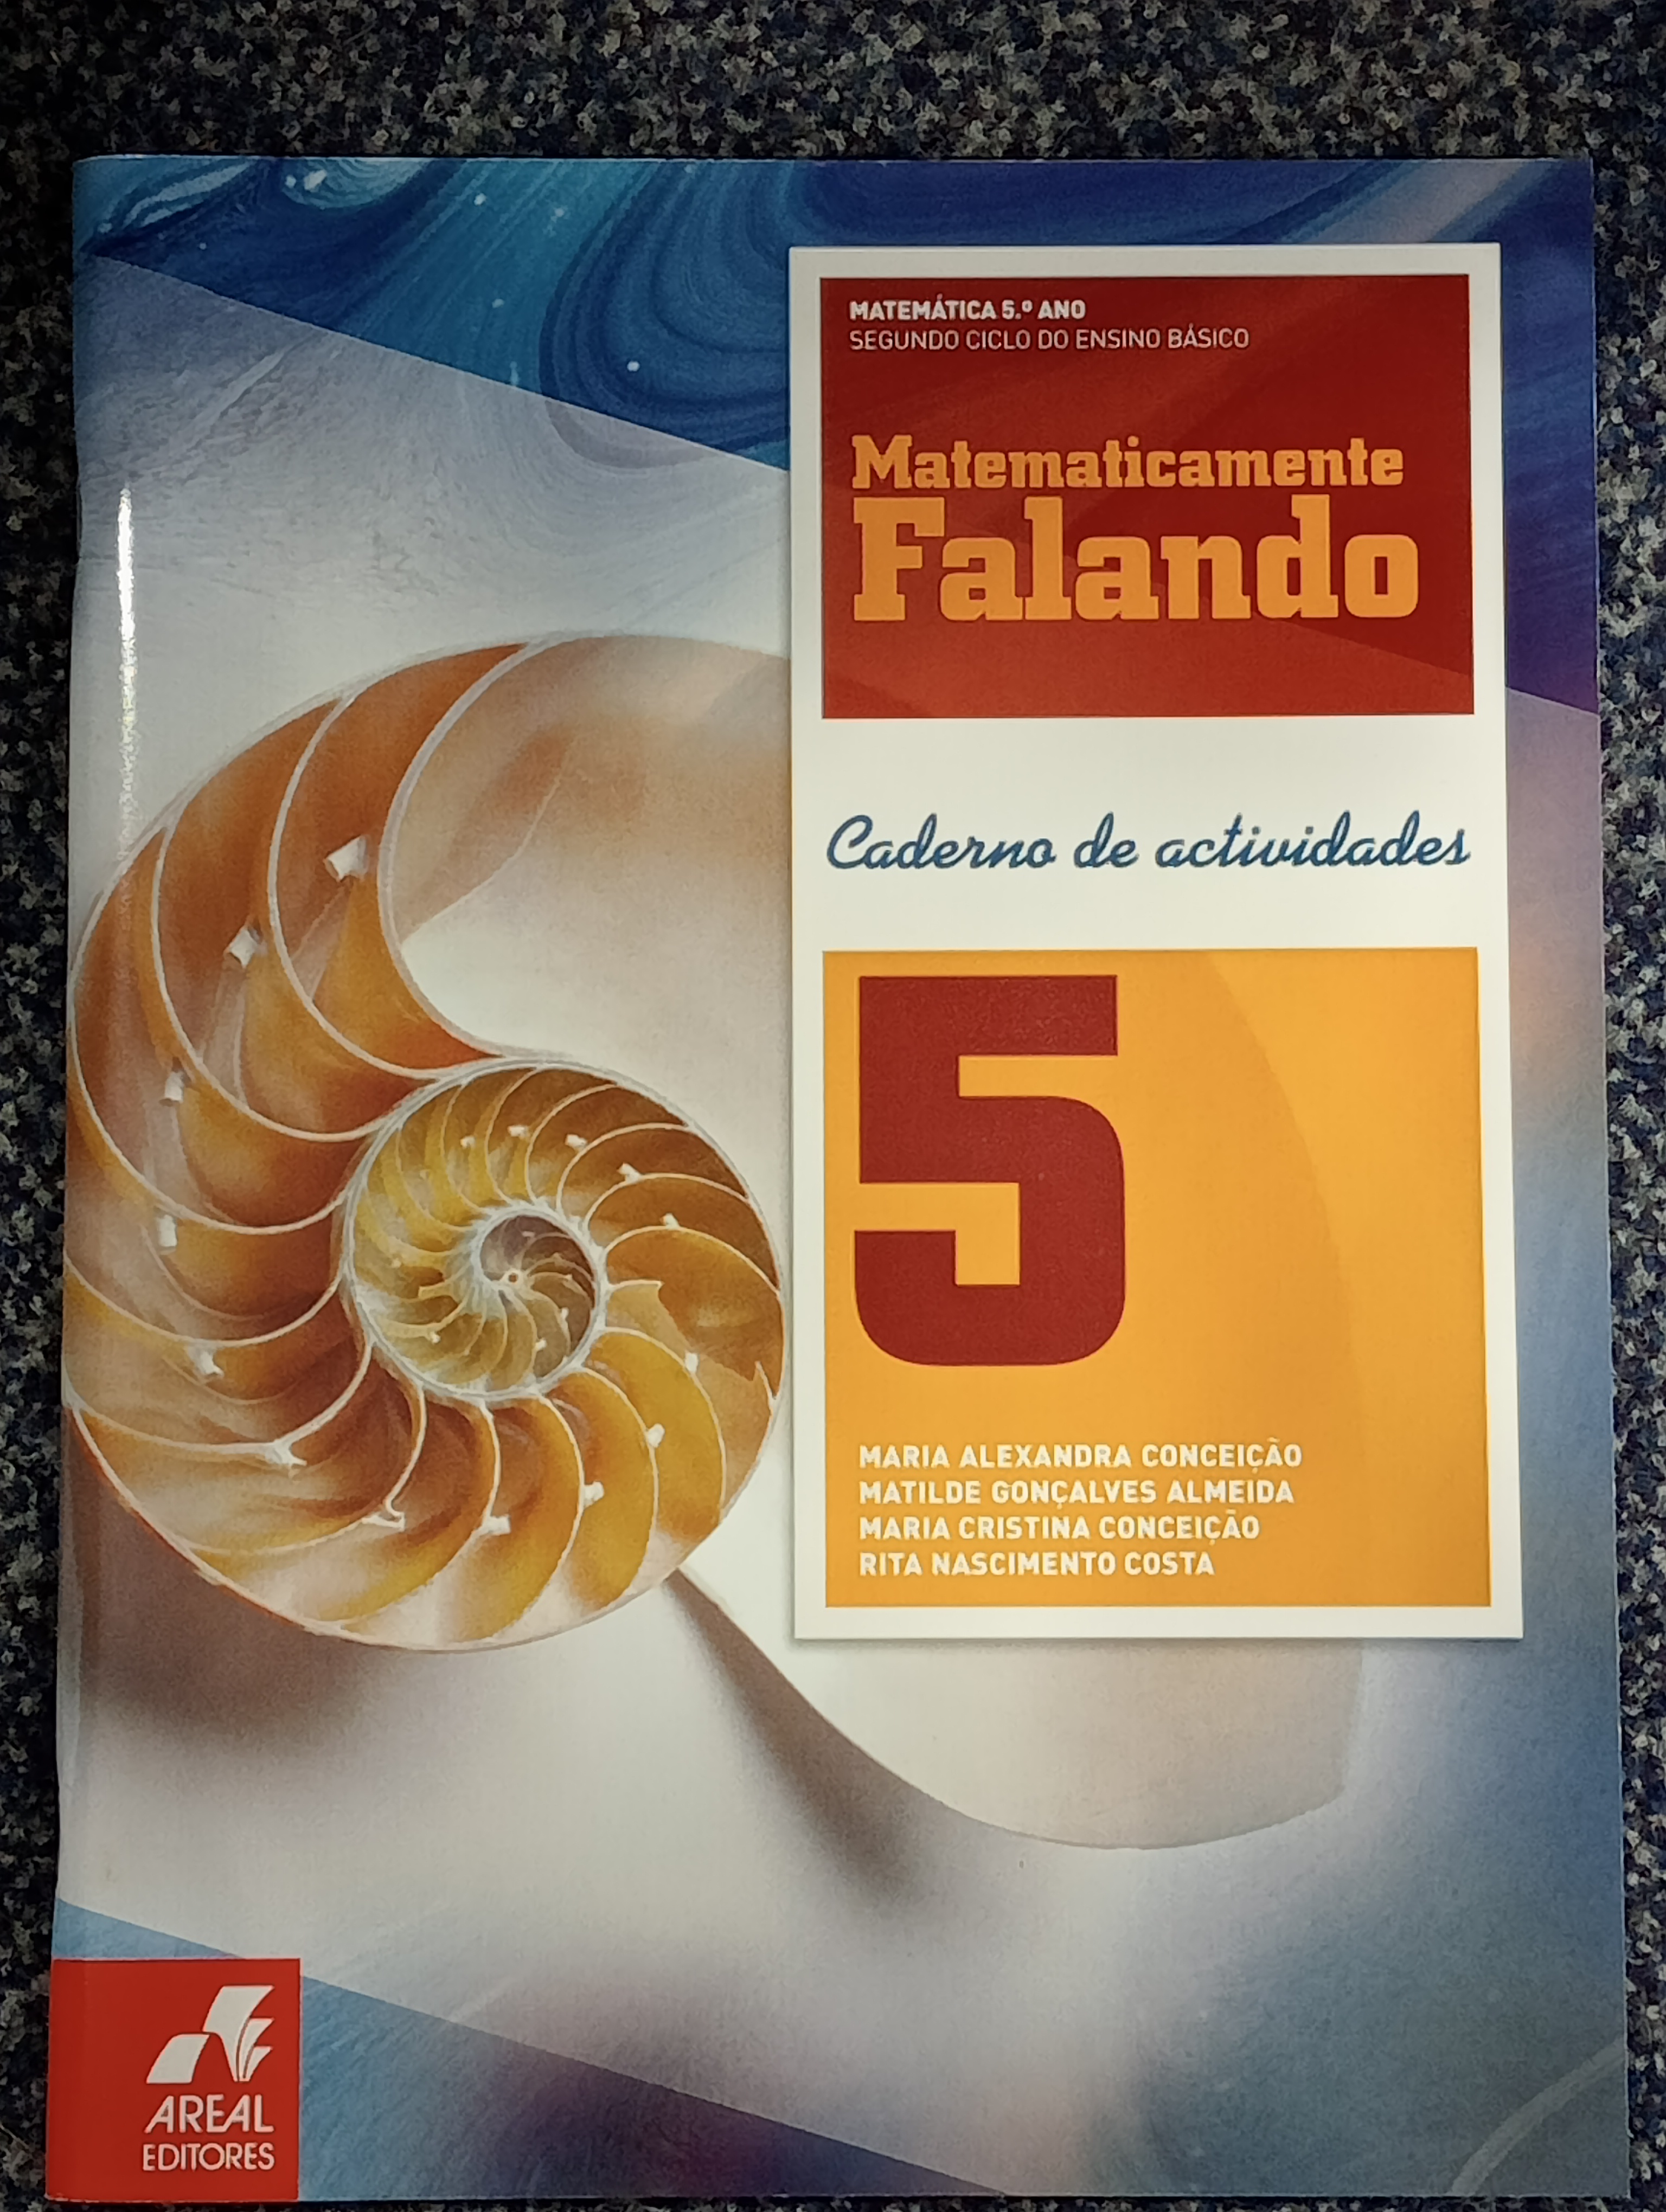 MATEMÁTICA 5.º ANO
SEGUNDO CICLO DO ENSINO BÁSICO
Matematicamente
Falando
Caderno de actividades
5
MARIA ALEXANDRA CONCEIÇÃO
MATILDE GONÇALVES ALMEIDA
MARIA CRISTINA CONCEIÇÃO
RITA NASCIMENTO COSTA
AREAL
EDITORES